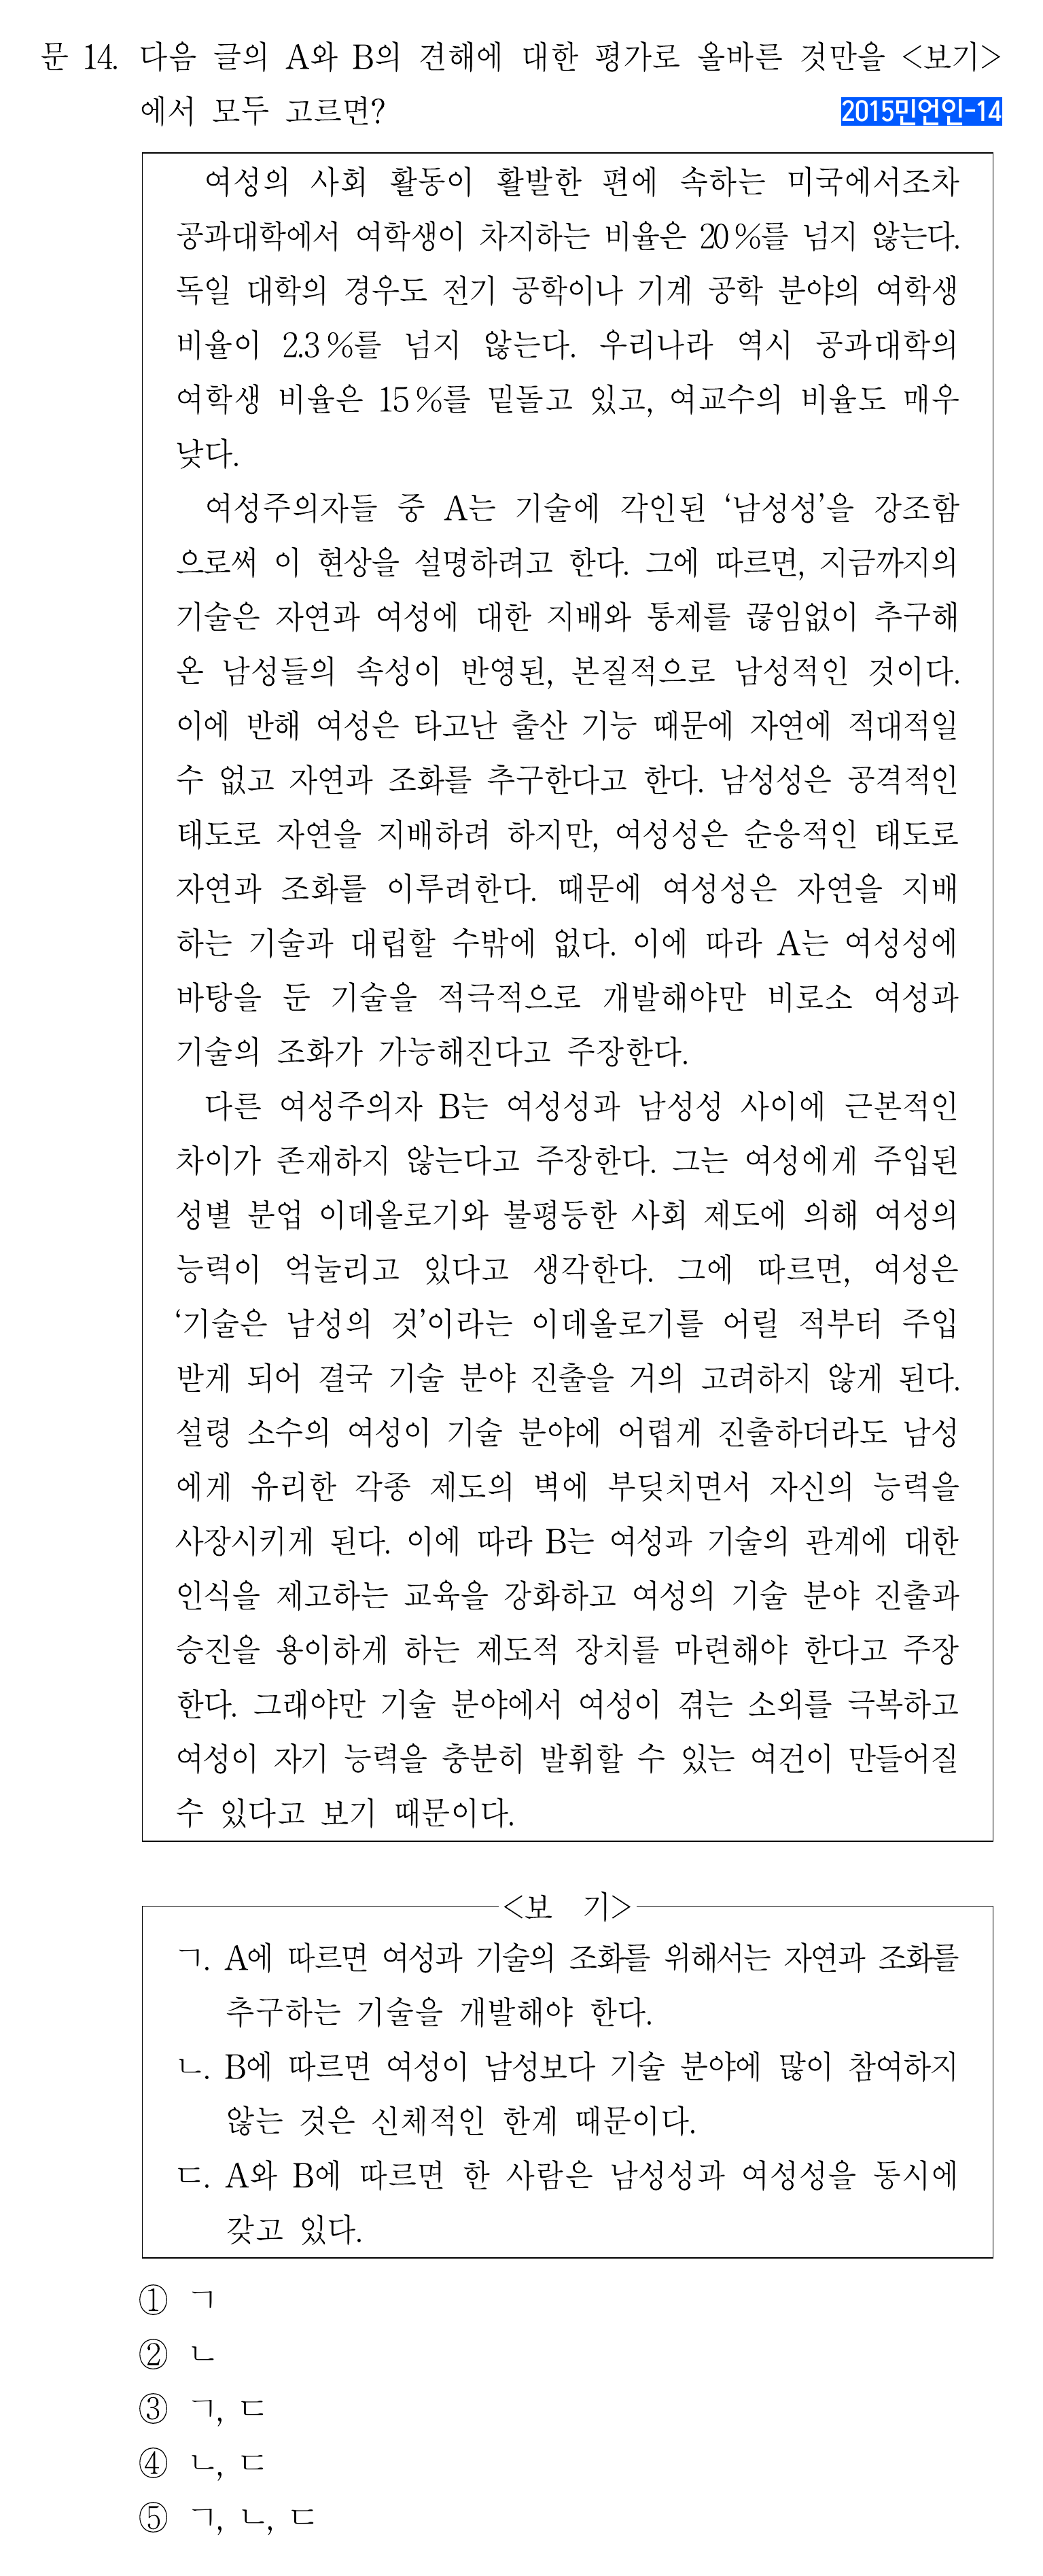 문 14. 다음 글의 A와 B의 견해에 대한 평가로 올바른 것만을 <보기>
에서 모두 고르면?
2015민언인-14
여성의 사회 활동이 활발한 편에 속하는 미국에서조차
공과대학에서 여학생이 차지하는 비율은 20%를 넘지 않는다.
독일 대학의 경우도 전기 공학이나 기계 공학 분야의 여학생
비율이 2.3%를 넘지 않는다. 우리나라 역시 공과대학의
여학생 비율은 15%를 밑돌고 있고, 여교수의 비율도 매우
낮다.
여성주의자들 중 A는 기술에 각인된 ‘남성성’을 강조함
으로써 이 현상을 설명하려고 한다. 그에 따르면, 지금까지의
기술은 자연과 여성에 대한 지배와 통제를 끊임없이 추구해
온 남성들의 속성이 반영된, 본질적으로 남성적인 것이다.
이에 반해 여성은 타고난 출산 기능 때문에 자연에 적대적일
수 없고 자연과 조화를 추구한다고 한다. 남성성은 공격적인
태도로 자연을 지배하려 하지만, 여성성은 순응적인 태도로
자연과 조화를 이루려한다. 때문에 여성성은 자연을 지배
하는 기술과 대립할 수밖에 없다. 이에 따라 A는 여성성에
바탕을 둔 기술을 적극적으로 개발해야만 비로소 여성과
기술의 조화가 가능해진다고 주장한다.
다른 여성주의자 B는 여성성과 남성성 사이에 근본적인
차이가 존재하지 않는다고 주장한다. 그는 여성에게 주입된
성별 분업 이데올로기와 불평등한 사회 제도에 의해 여성의
능력이 억눌리고 있다고 생각한다. 그에 따르면, 여성은
‘기술은 남성의 것’이라는 이데올로기를 어릴 적부터 주입
받게 되어 결국 기술 분야 진출을 거의 고려하지 않게 된다.
설령 소수의 여성이 기술 분야에 어렵게 진출하더라도 남성
에게 유리한 각종 제도의 벽에 부딪치면서 자신의 능력을
사장시키게 된다. 이에 따라 B는 여성과 기술의 관계에 대한
인식을 제고하는 교육을 강화하고 여성의 기술 분야 진출과
승진을 용이하게 하는 제도적 장치를 마련해야 한다고 주장
한다. 그래야만 기술 분야에서 여성이 겪는 소외를 극복하고
여성이 자기 능력을 충분히 발휘할 수 있는 여건이 만들어질
수 있다고 보기 때문이다.
<보 기>
ㄱ. A에 따르면 여성과 기술의 조화를 위해서는 자연과 조화를
추구하는 기술을 개발해야 한다.
ㄴ. B에 따르면 여성이 남성보다 기술 분야에 많이 참여하지
않는 것은 신체적인 한계 때문이다.
ㄷ. A와 B에 따르면 한 사람은 남성성과 여성성을 동시에
갖고 있다.
① ㄱ
② ㄴ
③ ㄱ, ㄷ
④ ㄴ, ㄷ
⑤ ㄱ, ㄴ, ㄷ